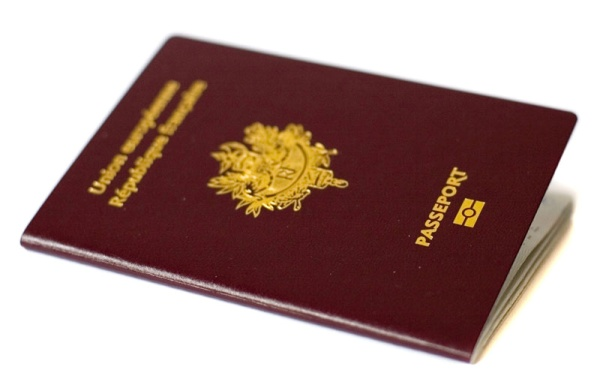 Union européenne
République française
PASSEPORT